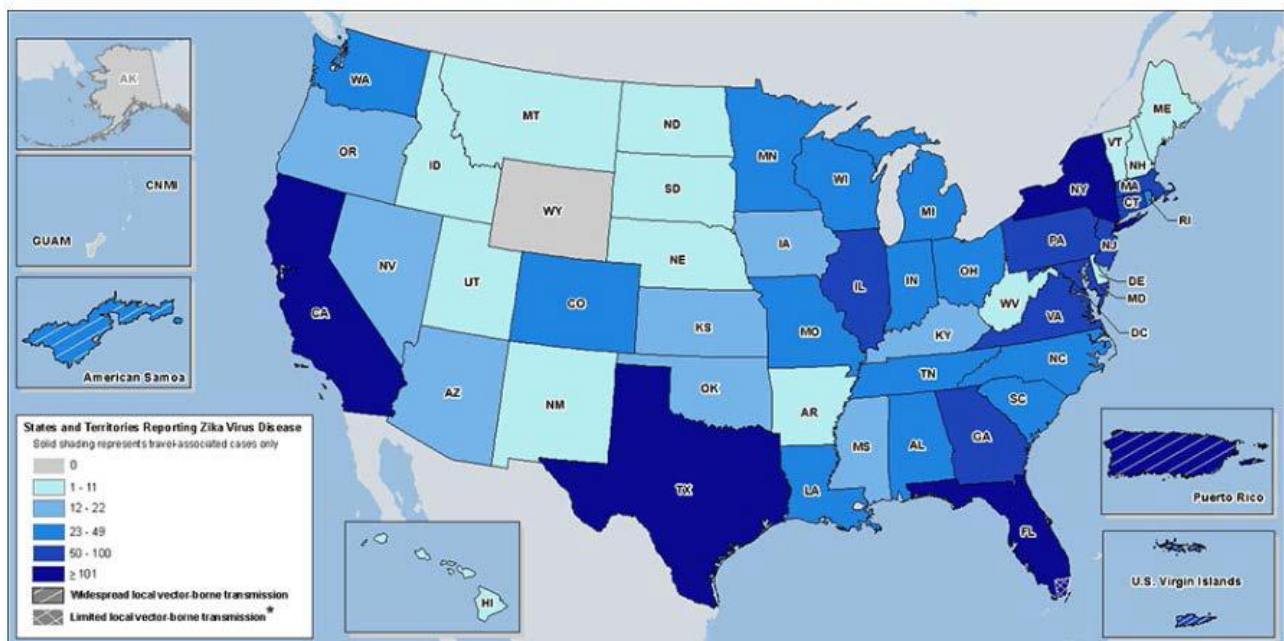 AK
CNMI
GUAM
American Samoa
WA
OR
ID
MT
ND
SD
WY
NE
NV
UT
CO
CA
AZ
NM
KS
OK
TX
MN
IA
MO
AR
LA
WI
IL
MI
IN
OH
KY
TN
MS
AL
GA
FL
SC
NC
VA
WV
PA
NY
VT
NH
ME
MA
CT
RI
NJ
DE
MD
DC
HI
Puerto Rico
U.S. Virgin Islands
States and Territories Reporting Zika Virus Disease
Solid shading represents travel-associated cases only
0
1 - 11
12 - 22
23 - 49
50 - 100
≥ 101
Widespread local vector-borne transmission
Limited local vector-borne transmission*